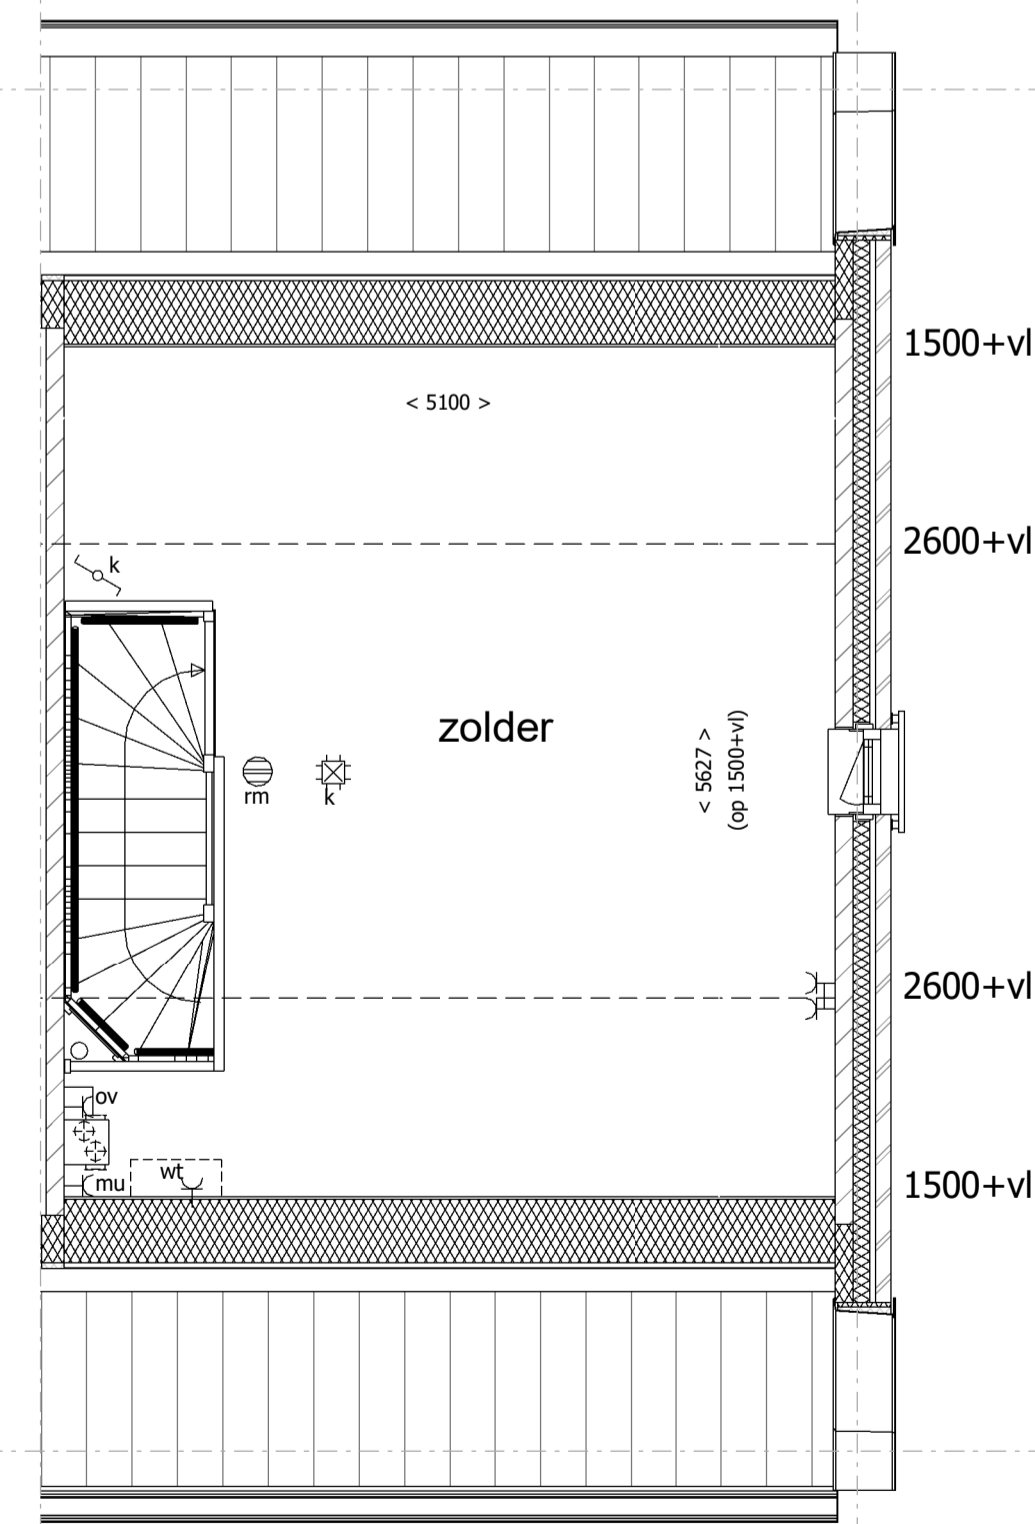 1500+vl
< 5100 >
2600+vl
k
zolder
< 5627 >
(op 1500+vl)
rm
k
2600+vl
ov
wt
mu
1500+vl